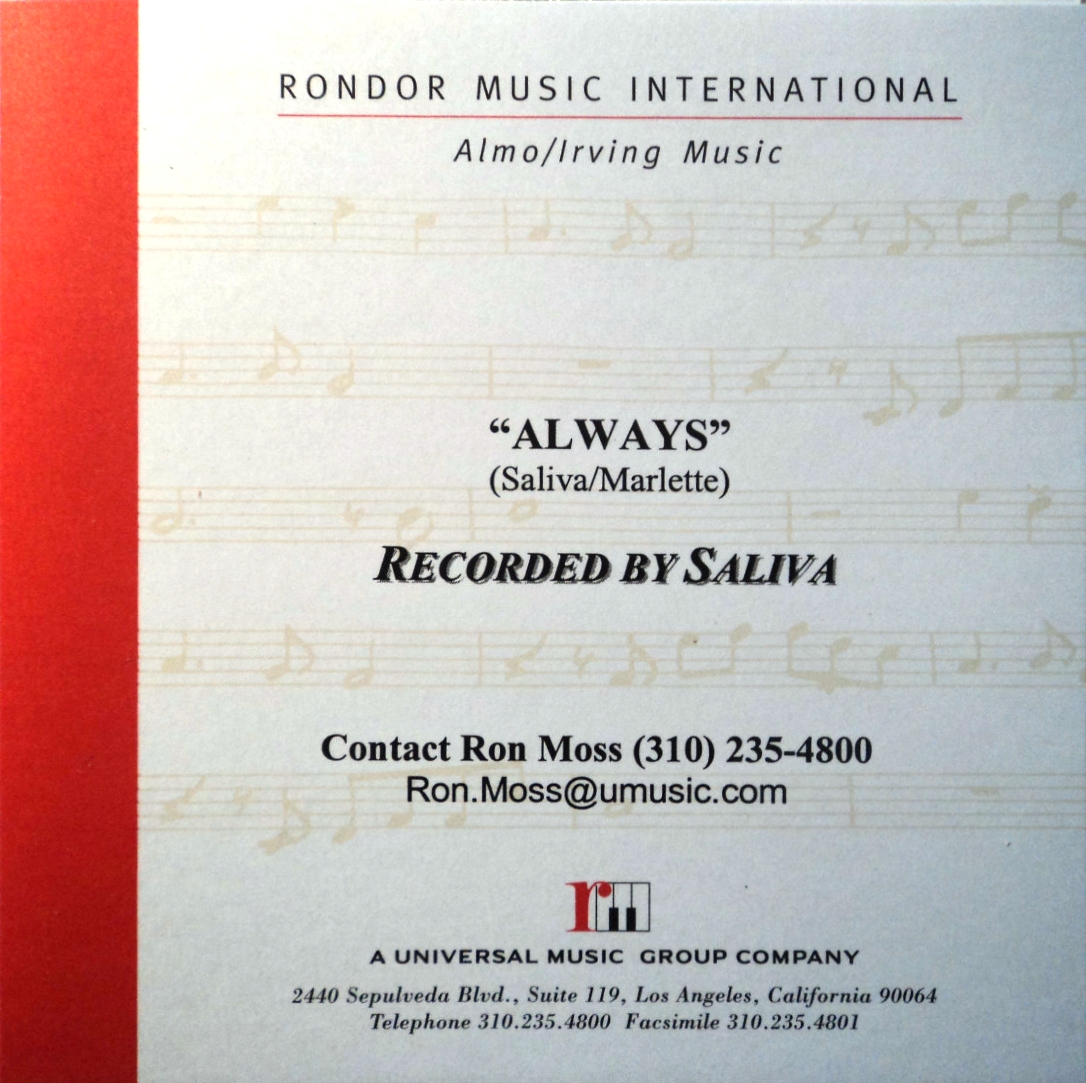 RONDOR MUSIC INTERNATIONAL
Almo/Irving Music
“ALWAYS”
(Saliva/Marlette)
RECORDED BY SALIVA
Contact Ron Moss (310) 235-4800
Ron.Moss@umusic.com
r
A UNIVERSAL MUSIC GROUP COMPANY
2440 Sepulveda Blvd., Suite 119, Los Angeles, California 90064
Telephone 310.235.4800 Facsimile 310.235.4801